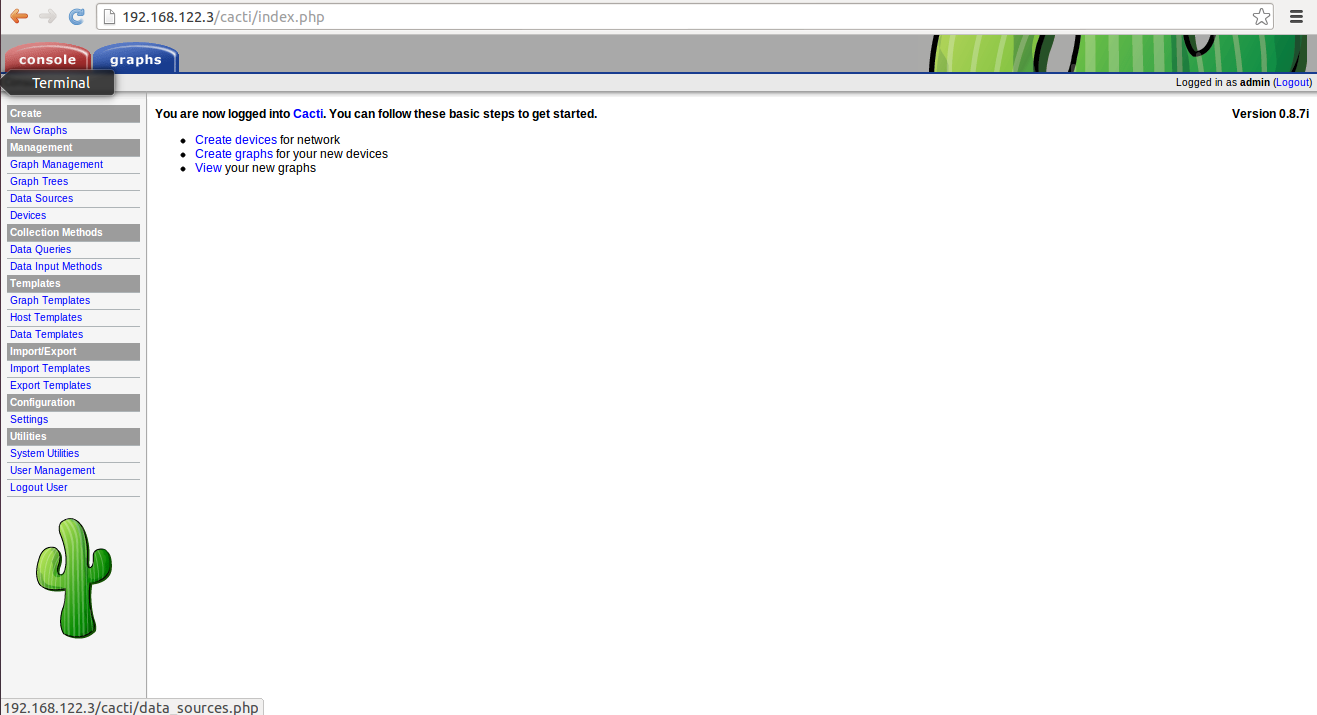 192.168.122.3/cacti/index.php
console graphs
Terminal
Logged in as admin (Logout)
Create
New Graphs
Management
Graph Management
Graph Trees
Data Sources
Devices
Collection Methods
Data Queries
Data Input Methods
Templates
Graph Templates
Host Templates
Data Templates
Import/Export
Import Templates
Export Templates
Configuration
Settings
Utilities
System Utilities
User Management
Logout User
You are now logged into Cacti. You can follow these basic steps to get started.
Version 0.8.7i
Create devices for network
Create graphs for your new devices
View your new graphs
192.168.122.3/cacti/data_sources.php